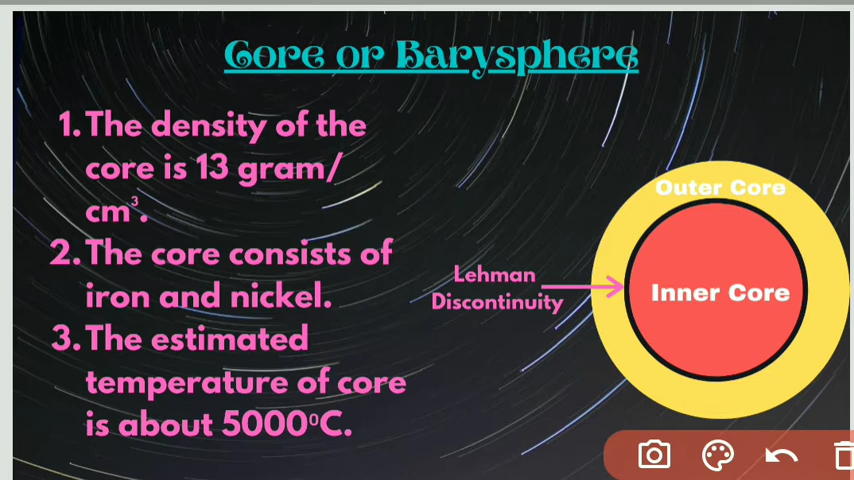 Core or Barysphere
1. The density of the
core is 13 gram/
cm³.
2. The core consists of
iron and nickel.
3. The estimated
temperature of core
is about 5000⁰C.
Outer Core
Lehman
Discontinuity
Inner Core